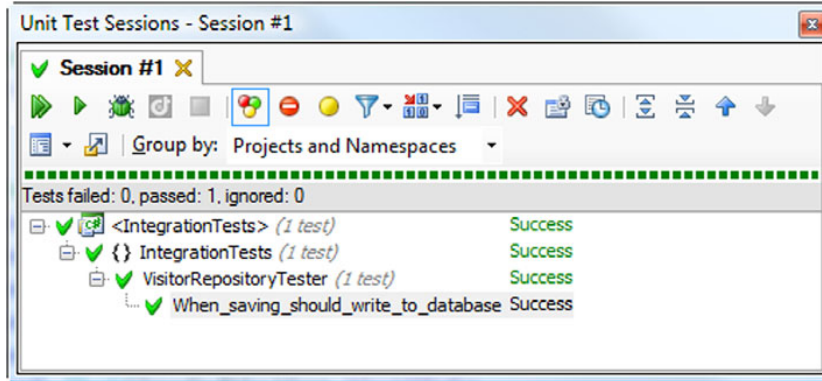 Unit Test Sessions - Session #1
Session #1
Group by: Projects and Namespaces
Tests failed: 0, passed: 1, ignored: 0
<IntegrationTests> (1 test) Success
{} IntegrationTests (1 test) Success
VisitorRepositoryTester (1 test) Success
When_saving_should_write_to_database Success